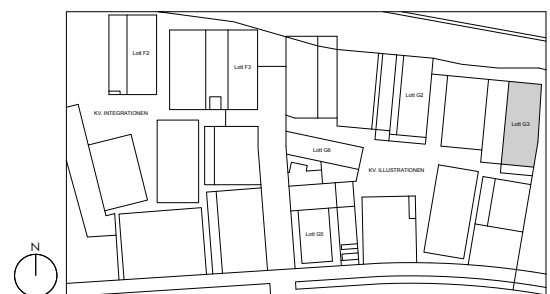 Lott F2
Lott F3
Lott G2
KV. INTEGRATIONEN
Lott G3
Lott G6
KV. ILLUSTRATIONEN
Lott G5
N